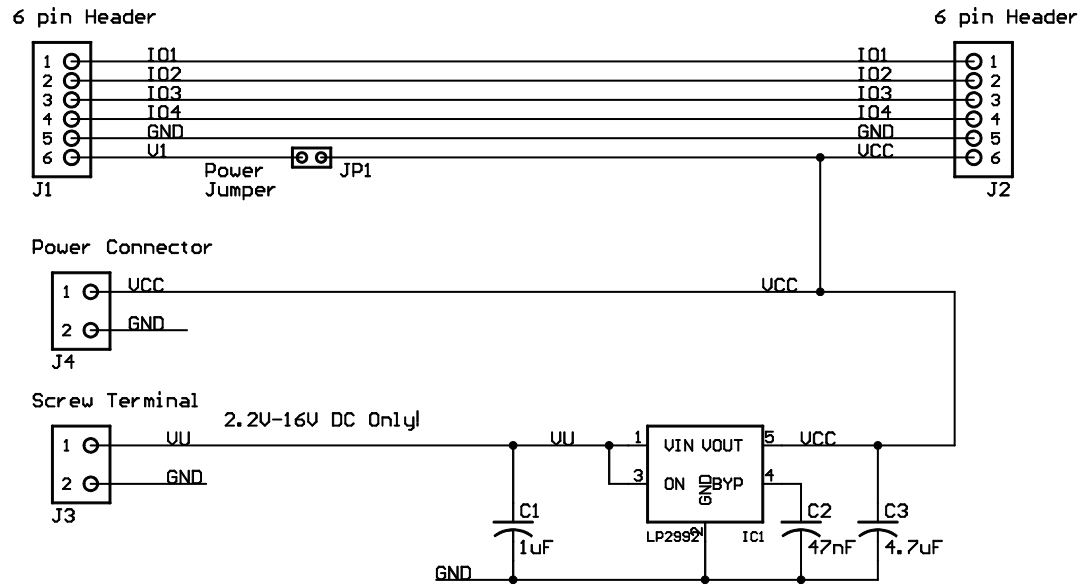 6 pin Header 6 pin Header
1 IO1 IO1 1
2 IO2 IO2 2
3 IO3 IO3 3
4 IO4 IO4 4
5 GND GND 5
6 V1 VCC 6
Power JP1
Jumper
J1 J2
Power Connector
1 VCC VCC
2 GND
J4
Screw Terminal
2.2V-16V DC Only!
1 VU VU 1 VIN VOUT 5 VCC
2 GND 3 ON GND BYP 4
J3
C1 C2 C3
LP2992 2 IC1
1uF 47nF 4.7uF
GND